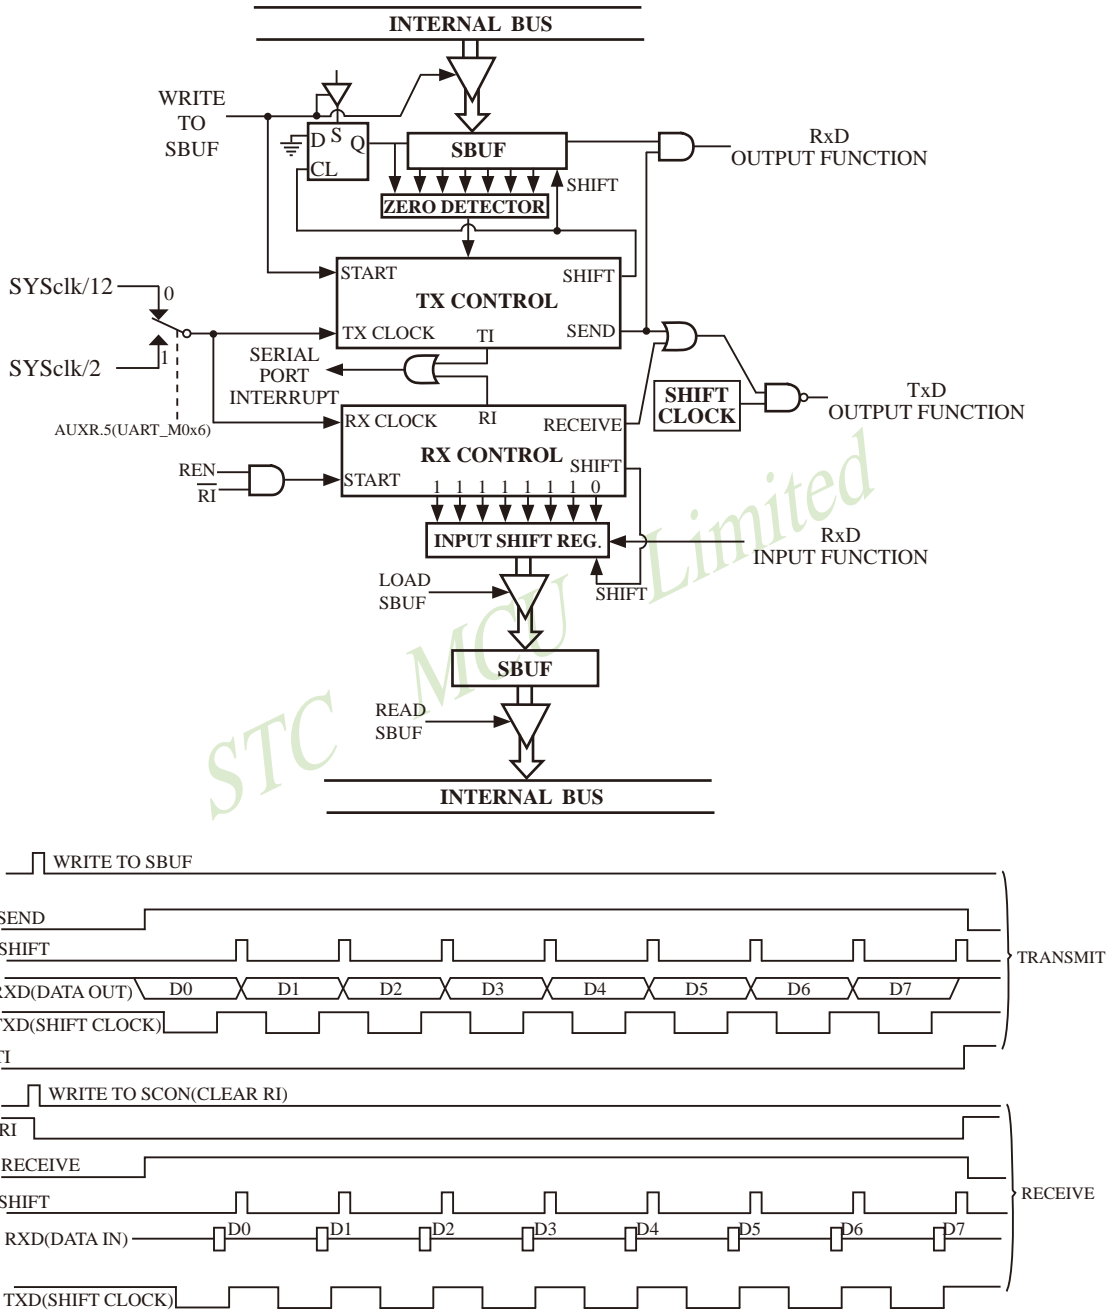 INTERNAL BUS
WRITE
TO
SBUF
D S Q
CL
SBUF
RxD
OUTPUT FUNCTION
SHIFT
ZERO DETECTOR
START
SHIFT
TX CONTROL
TX CLOCK
TI
SEND
SYSclk/12
0
SYSclk/2
1
SERIAL
PORT
INTERRUPT
AUXR.5(UART_M0x6)
SHIFT
CLOCK
TxD
OUTPUT FUNCTION
RX CLOCK
RI
RECEIVE
RX CONTROL
SHIFT
START
REN
RI
1 1 1 1 1 1 1 0
INPUT SHIFT REG.
RxD
INPUT FUNCTION
SHIFT
LOAD
SBUF
SBUF
READ
SBUF
INTERNAL BUS
STC MCU Limited
WRITE TO SBUF
SEND
SHIFT
RXD(DATA OUT) D0 D1 D2 D3 D4 D5 D6 D7
TXD(SHIFT CLOCK)
TI
TRANSMIT
WRITE TO SCON(CLEAR RI)
RI
RECEIVE
SHIFT
RXD(DATA IN) D0 D1 D2 D3 D4 D5 D6 D7
TXD(SHIFT CLOCK)
RECEIVE